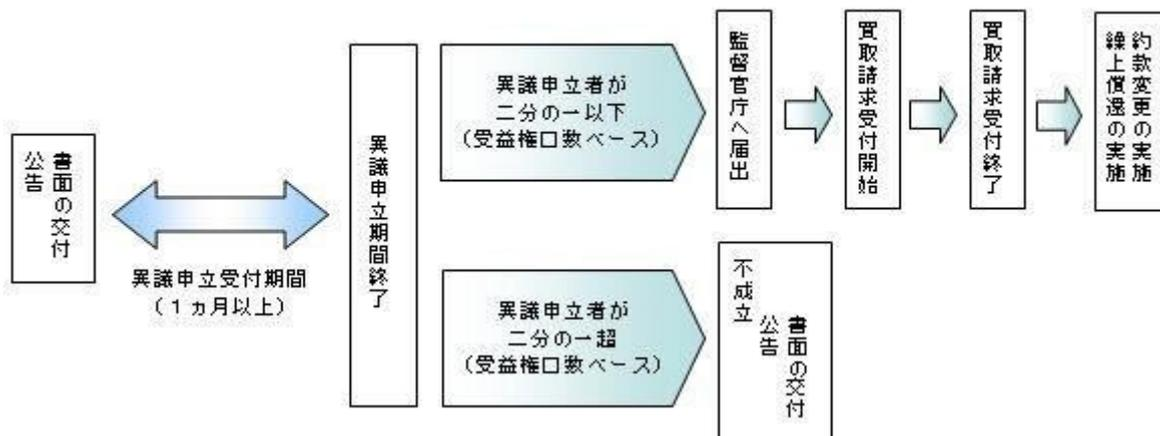 公告
書面の交付
異議申立受付期間
（１ヵ月以上）
異議申立期間終了
異議申立者が
二分の一以下
（受益権口数ベース）
監督官庁へ届出
買取請求受付開始
買取請求受付終了
約款変更の実施
繰上償還の実施
異議申立者が
二分の一超
（受益権口数ベース）
不成立
公告
書面の交付